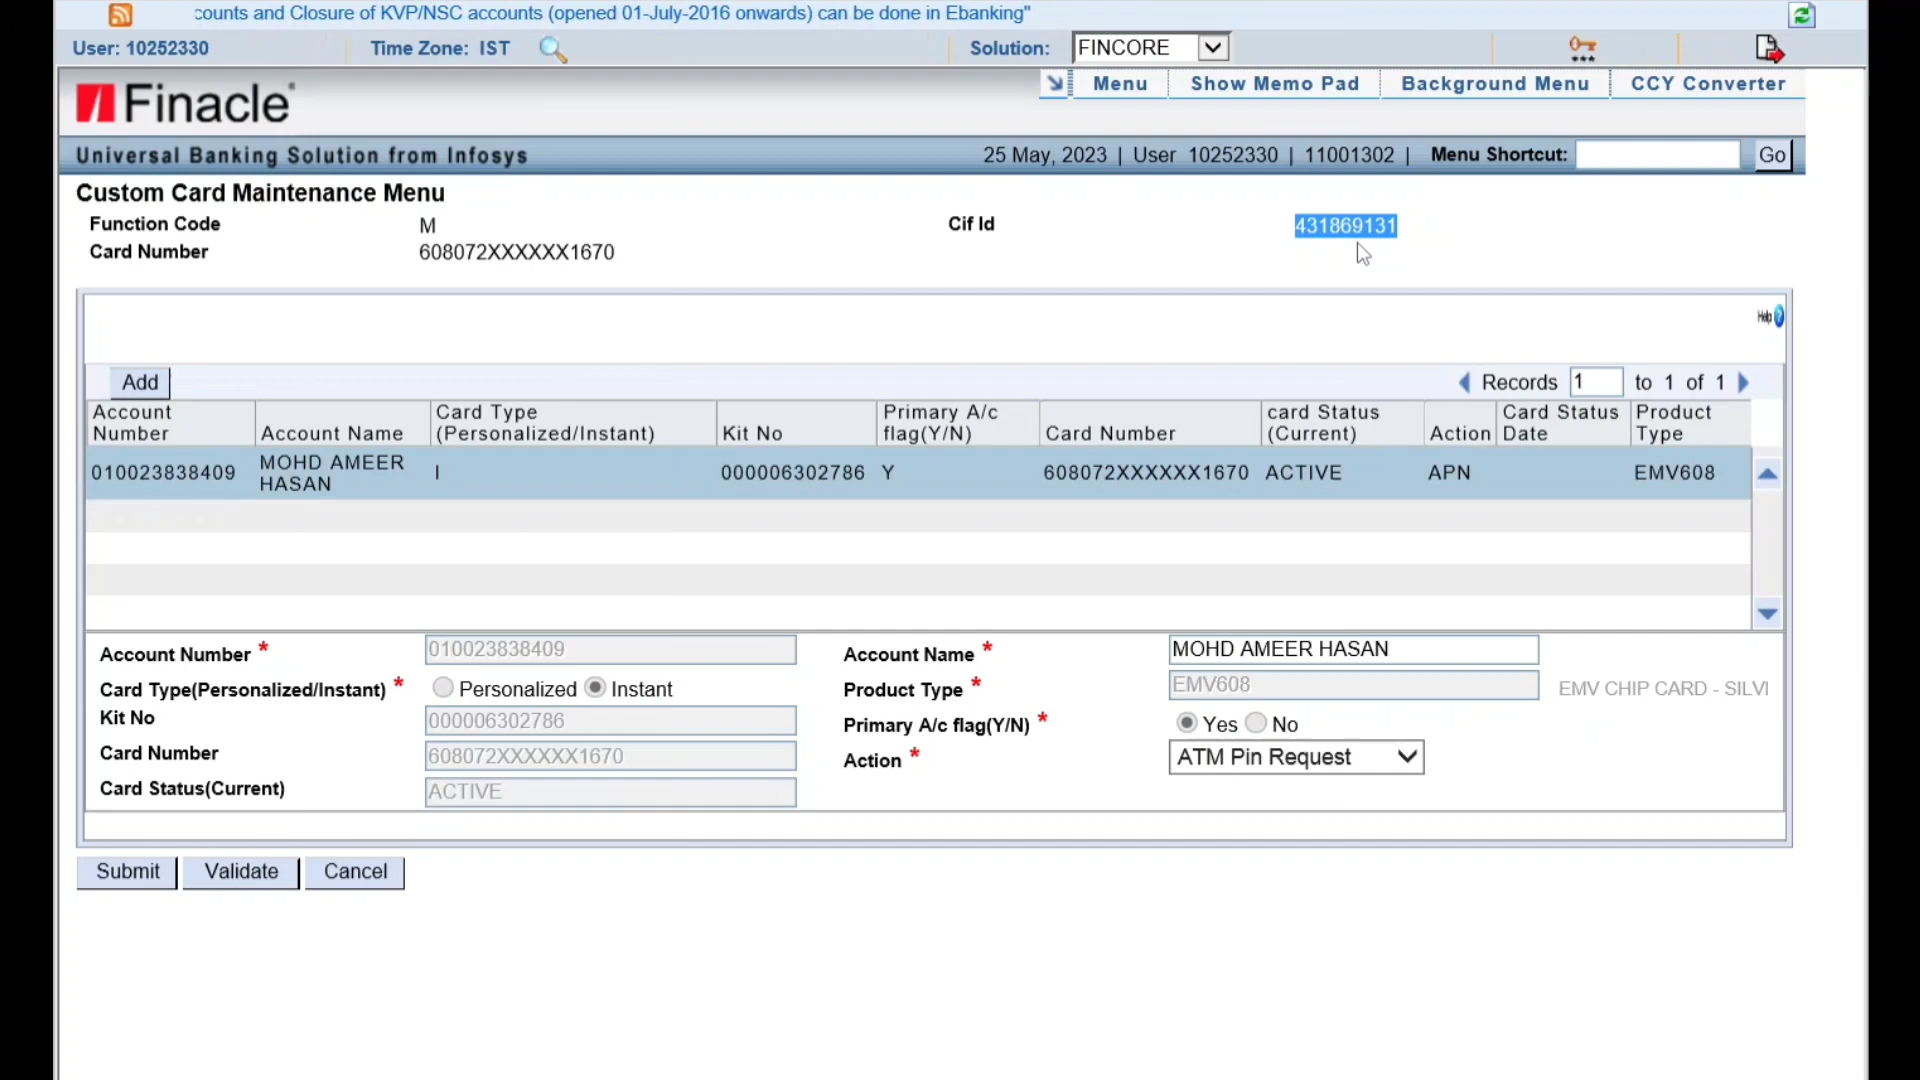 counts and Closure of KVP/NSC accounts (opened 01-July-2016 onwards) can be done in Ebanking"
User: 10252330 Time Zone: IST Solution: FINCORE
Menu Show Memo Pad Background Menu CCY Converter
Finacle
Universal Banking Solution from Infosys 25 May, 2023 | User 10252330 | 11001302 | Menu Shortcut: Go
Custom Card Maintenance Menu
Function Code M Cif Id 431869131
Card Number 608072XXXXXX1670
Help ?
Add Records 1 to 1 of 1
Account Number Account Name Card Type (Personalized/Instant) Kit No Primary A/c flag(Y/N) Card Number card Status (Current) Action Card Status Date Product Type
010023838409 MOHD AMEER HASAN I 000006302786 Y 608072XXXXXX1670 ACTIVE APN EMV608
Account Number * 010023838409 Account Name * MOHD AMEER HASAN
Card Type(Personalized/Instant) * Personalized Instant Product Type * EMV608 EMV CHIP CARD - SILVI
Kit No 000006302786 Primary A/c flag(Y/N) * Yes No
Card Number 608072XXXXXX1670 Action * ATM Pin Request
Card Status(Current) ACTIVE
Submit Validate Cancel